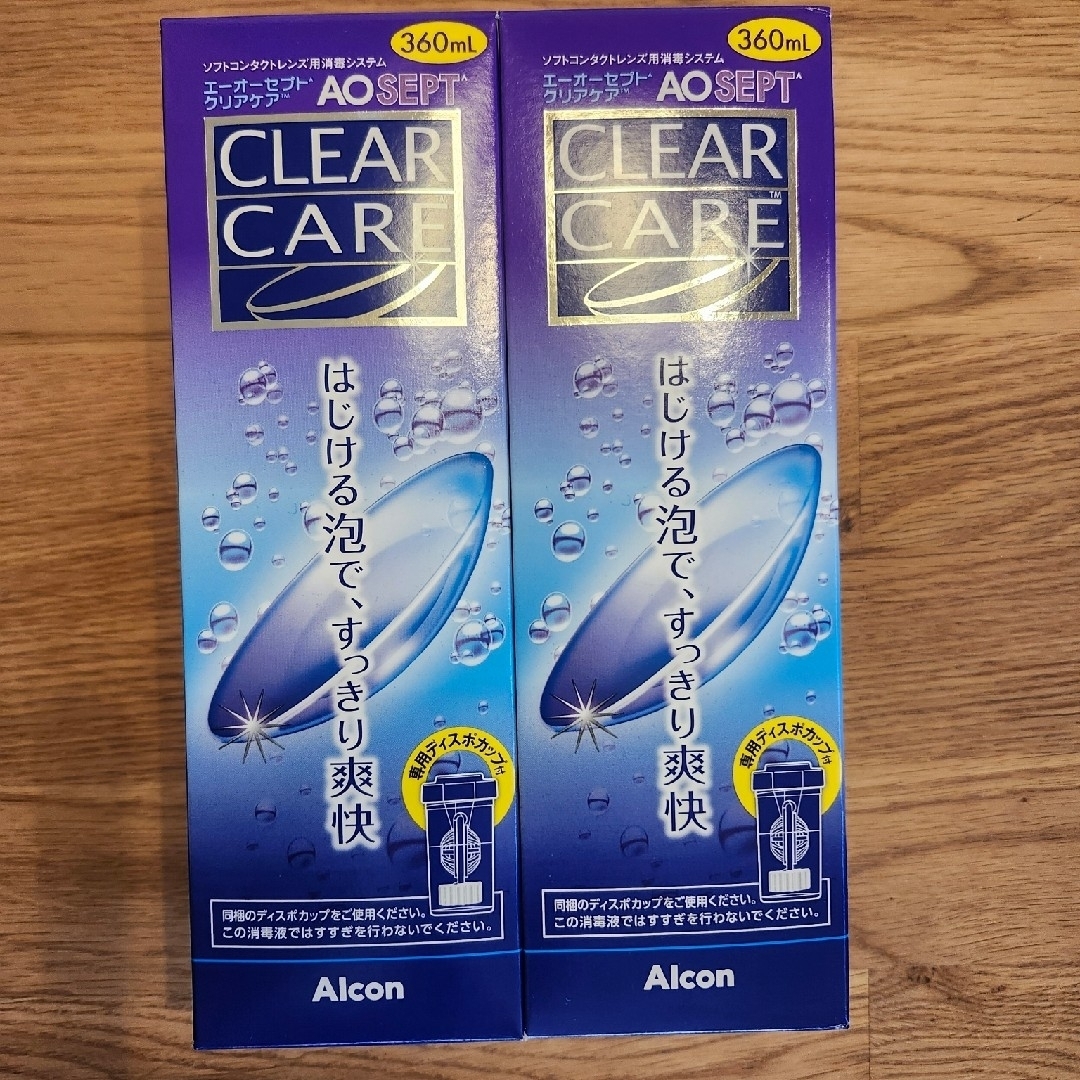 360mL
ソフトコンタクトレンズ用消毒システム
エーオーセプト^
クリアケア™
AOSEPT^
CLEAR
CARE™
はじける泡で、すっきり爽快
専用ディスポカップ付
同梱のディスポカップをご使用ください。
この消毒液ではすすぎを行わないでください。
Alcon
360mL
ソフトコンタクトレンズ用消毒システム
エーオーセプト^
クリアケア™
AOSEPT^
CLEAR
CARE™
はじける泡で、すっきり爽快
専用ディスポカップ付
同梱のディスポカップをご使用ください。
この消毒液ではすすぎを行わないでください。
Alcon